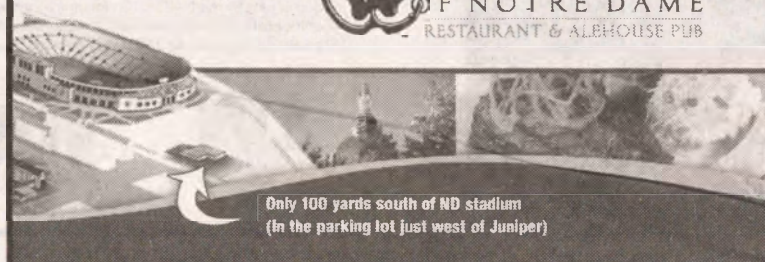 OF NOTRE DAME
RESTAURANT & ALEHOUSE PUB
Only 100 yards south of ND stadium
(In the parking lot just west of Juniper)